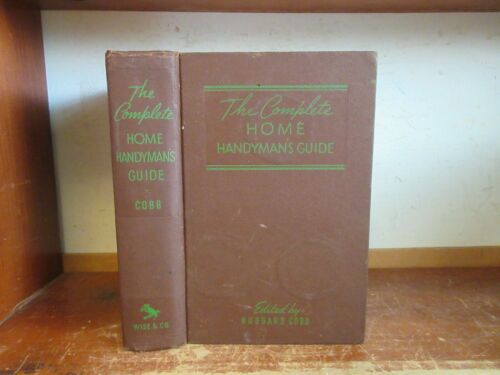 The
Complete
HOME
HANDYMAN'S
GUIDE
COBB
WISE & CO.
The Complete
HOME
HANDYMAN'S GUIDE
Edited by
HUBBARD COBB